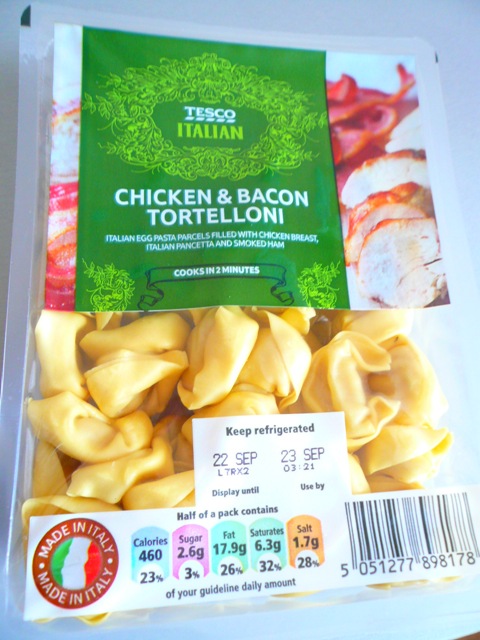 TESCO
ITALIAN
CHICKEN & BACON
TORTELLONI
ITALIAN EGG PASTA PARCELS FILLED WITH CHICKEN BREAST,
ITALIAN PANCETTA AND SMOKED HAM
COOKS IN 2 MINUTES
Keep refrigerated
22 SEP 23 SEP
L7RX2 03:21
Display until Use by
Half of a pack contains
Calories Sugar Fat Saturates Salt
460 2.6g 17.9g 6.3g 1.7g
23% 3% 26% 32% 28%
of your guideline daily amount
MADE IN ITALY
MADE IN ITALY
5 051277 898178